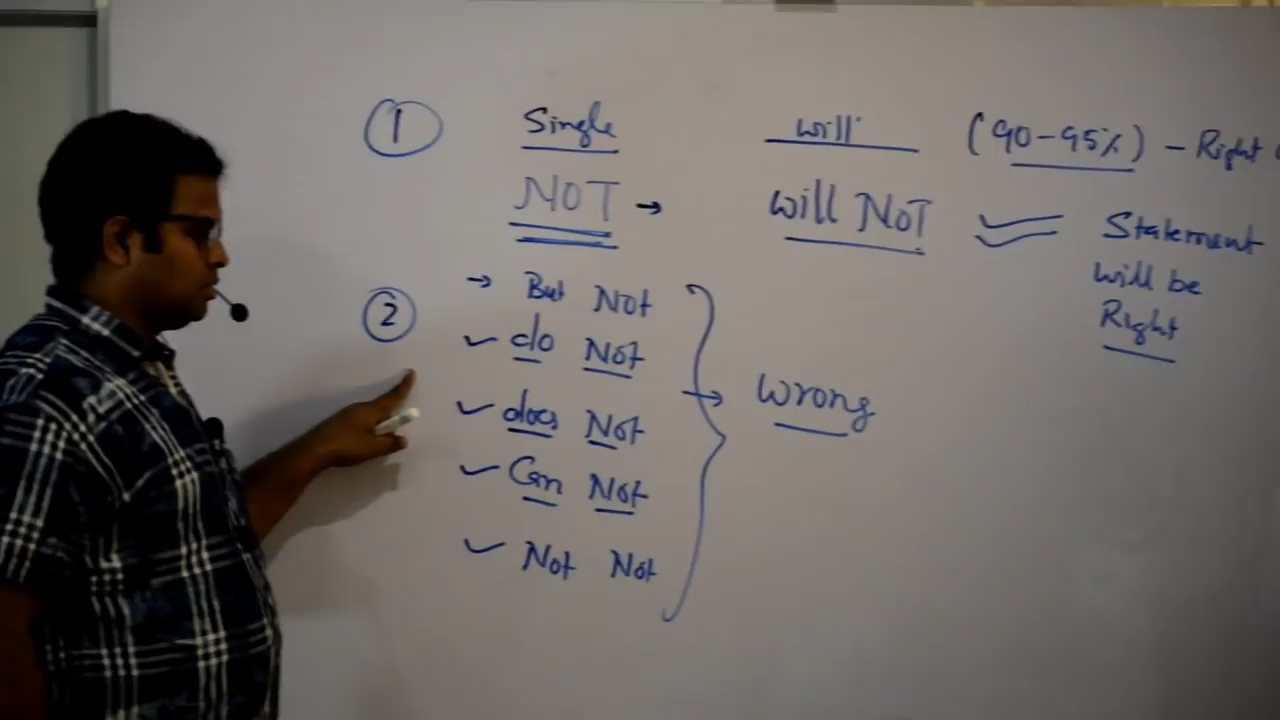 1 Single will (90-95%) - Right
NOT → will NOT Statement
will be
Right
2 → But Not
✓ do Not
✓ does Not → Wrong
✓ Can Not
✓ Not Not